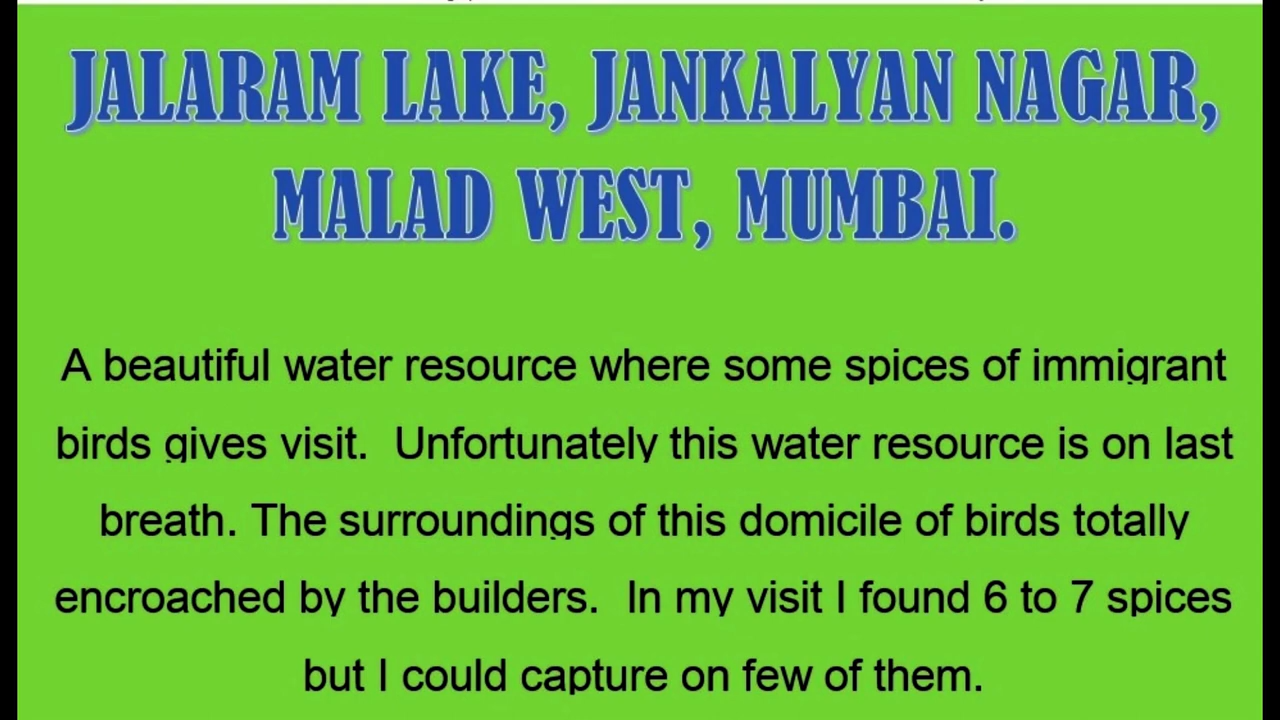 JALARAM LAKE, JANKALYAN NAGAR,
MALAD WEST, MUMBAI.
A beautiful water resource where some spices of immigrant
birds gives visit.  Unfortunately this water resource is on last
breath. The surroundings of this domicile of birds totally
encroached by the builders.  In my visit I found 6 to 7 spices
but I could capture on few of them.